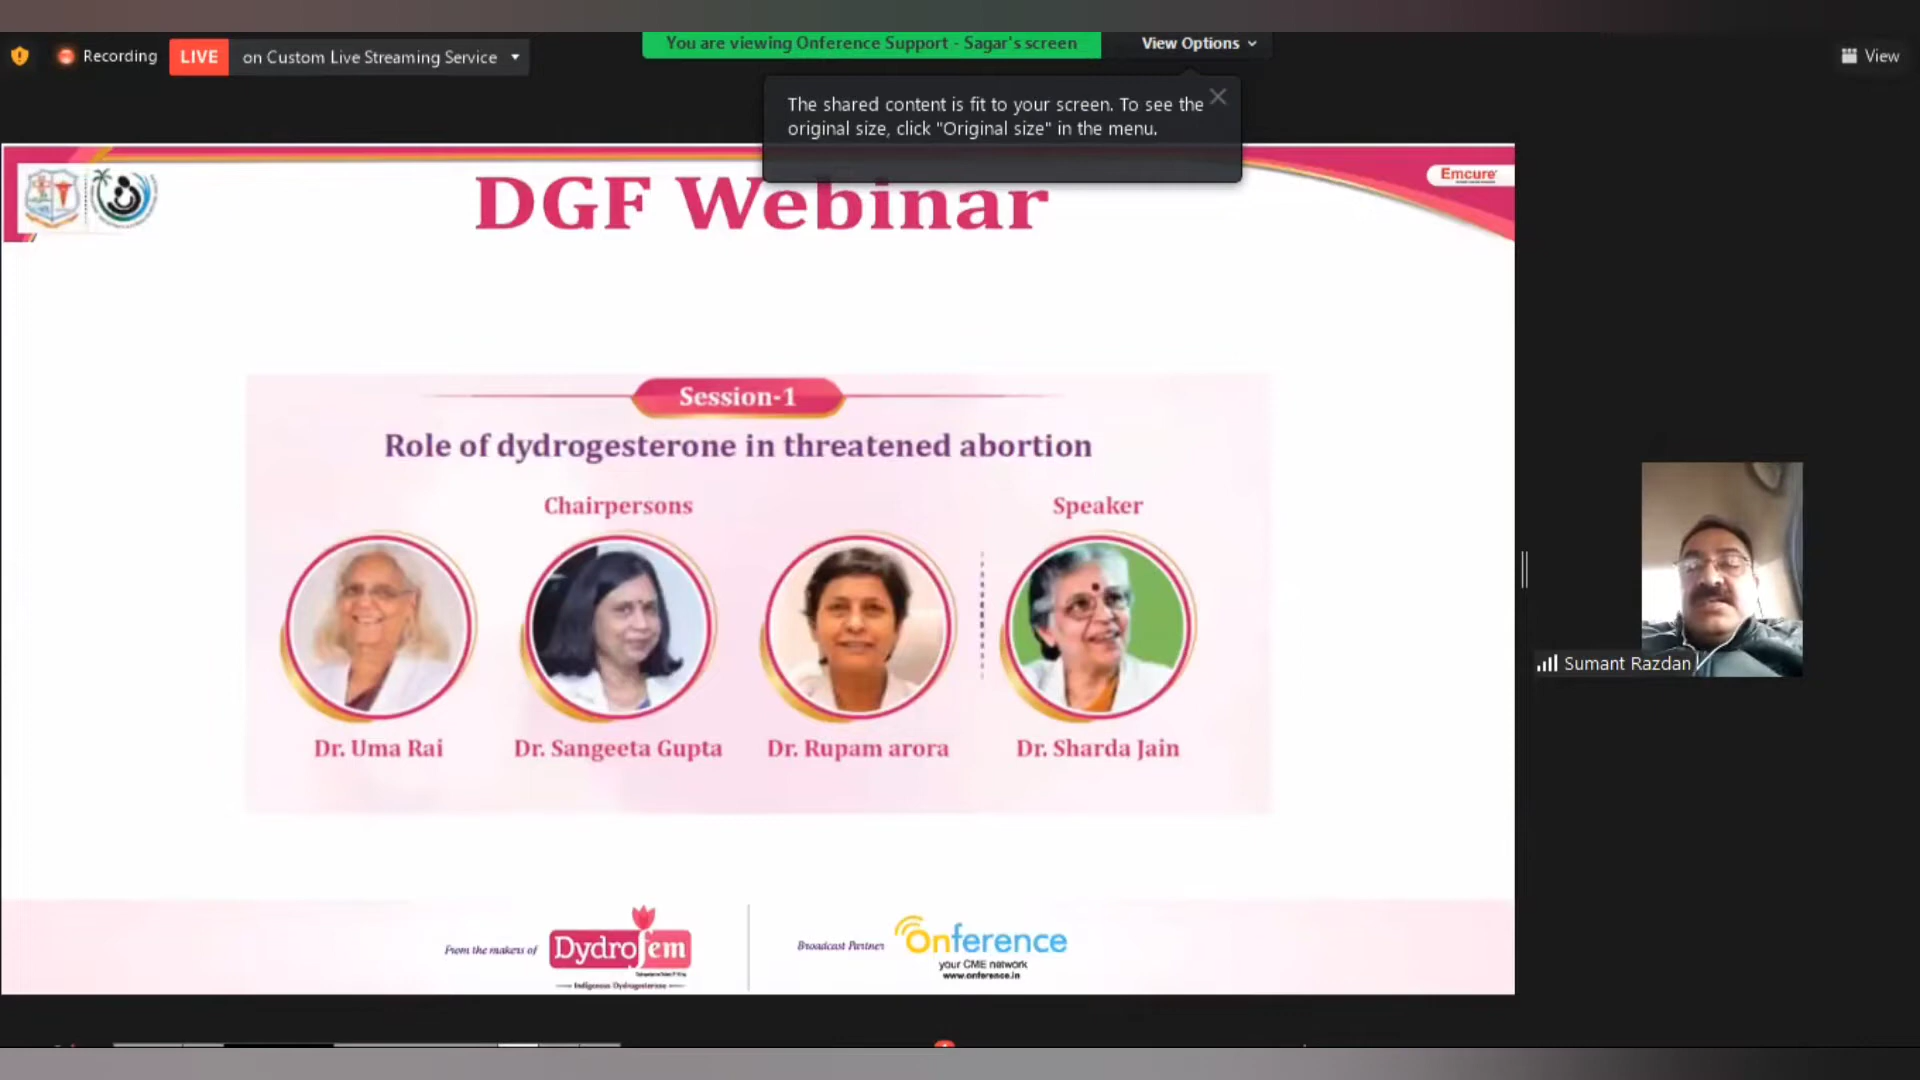 Recording
LIVE
on Custom Live Streaming Service
You are viewing Onference Support - Sagar's screen
View Options
View
The shared content is fit to your screen. To see the
original size, click "Original size" in the menu.
Emcure
DGF Webinar
Session-1
Role of dydrogesterone in threatened abortion
Chairpersons
Speaker
Dr. Uma Rai
Dr. Sangeeta Gupta
Dr. Rupam arora
Dr. Sharda Jain
Sumant Razdan
From the makers of
Dydrofem
Indigenous Dydrogesterone
Broadcast Partner
Onference
your CME network
www.onference.in